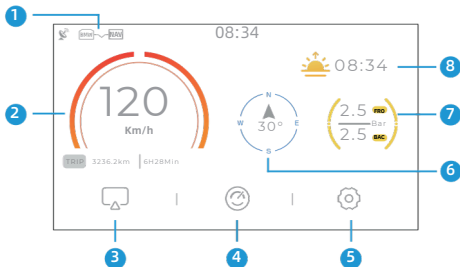 1
BMW NAV
08:34
08:34
8
2
120
Km/h
N
W
E
S
30°
2.5 FRO
Bar
2.5 BAC
7
TRIP 3236.2km 6H28Min
6
3
4
5